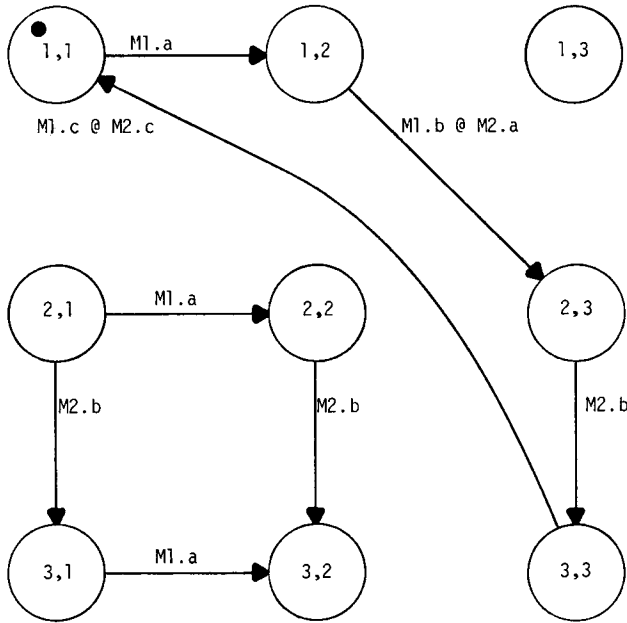 1,1
M1.a
1,2
1,3
M1.c @ M2.c
M1.b @ M2.a
2,1
M1.a
2,2
2,3
M2.b
M2.b
M2.b
3,1
M1.a
3,2
3,3